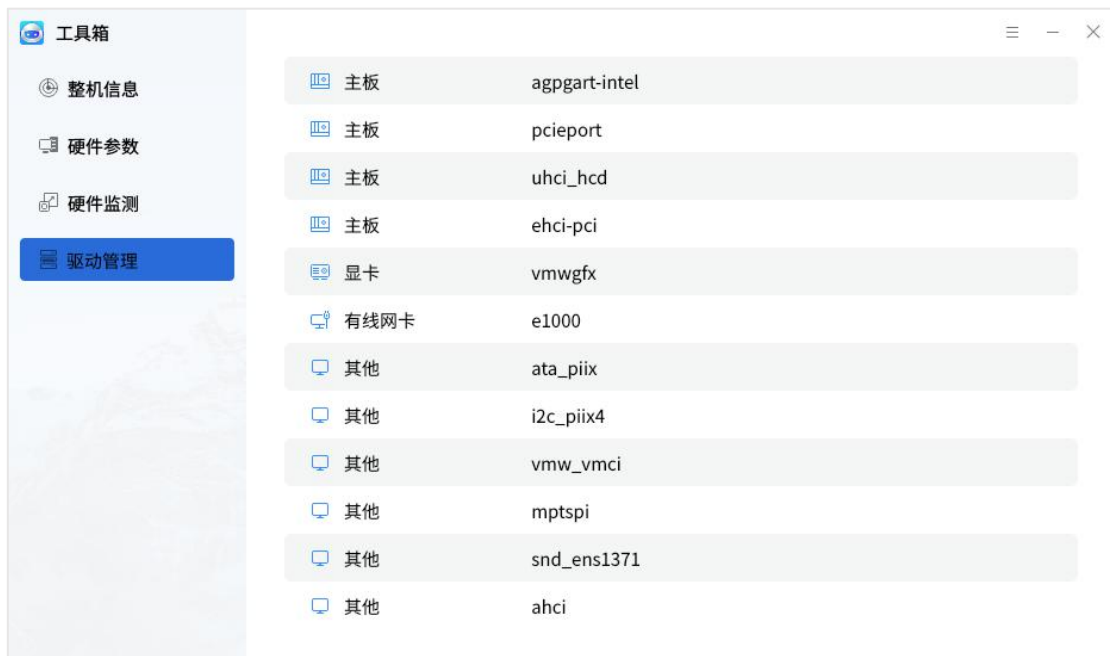 工具箱
整机信息
硬件参数
硬件监测
驱动管理
主板 agpgart-intel
主板 pcieport
主板 uhci_hcd
主板 ehci-pci
显卡 vmwgfx
有线网卡 e1000
其他 ata_piix
其他 i2c_piix4
其他 vmw_vmci
其他 mptspi
其他 snd_ens1371
其他 ahci